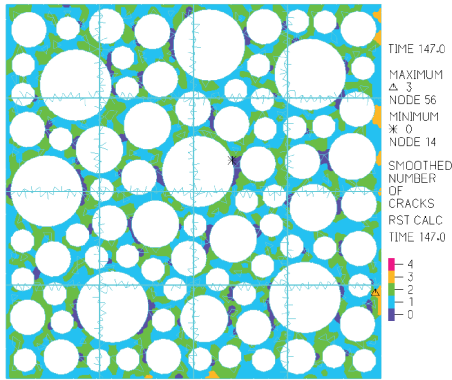 TIME 147.0
MAXIMUM
△ 3
NODE 56
MINIMUM
✳ 0
NODE 14
SMOOTHED
NUMBER
OF
CRACKS
RST CALC
TIME 147.0
4
3
2
1
0